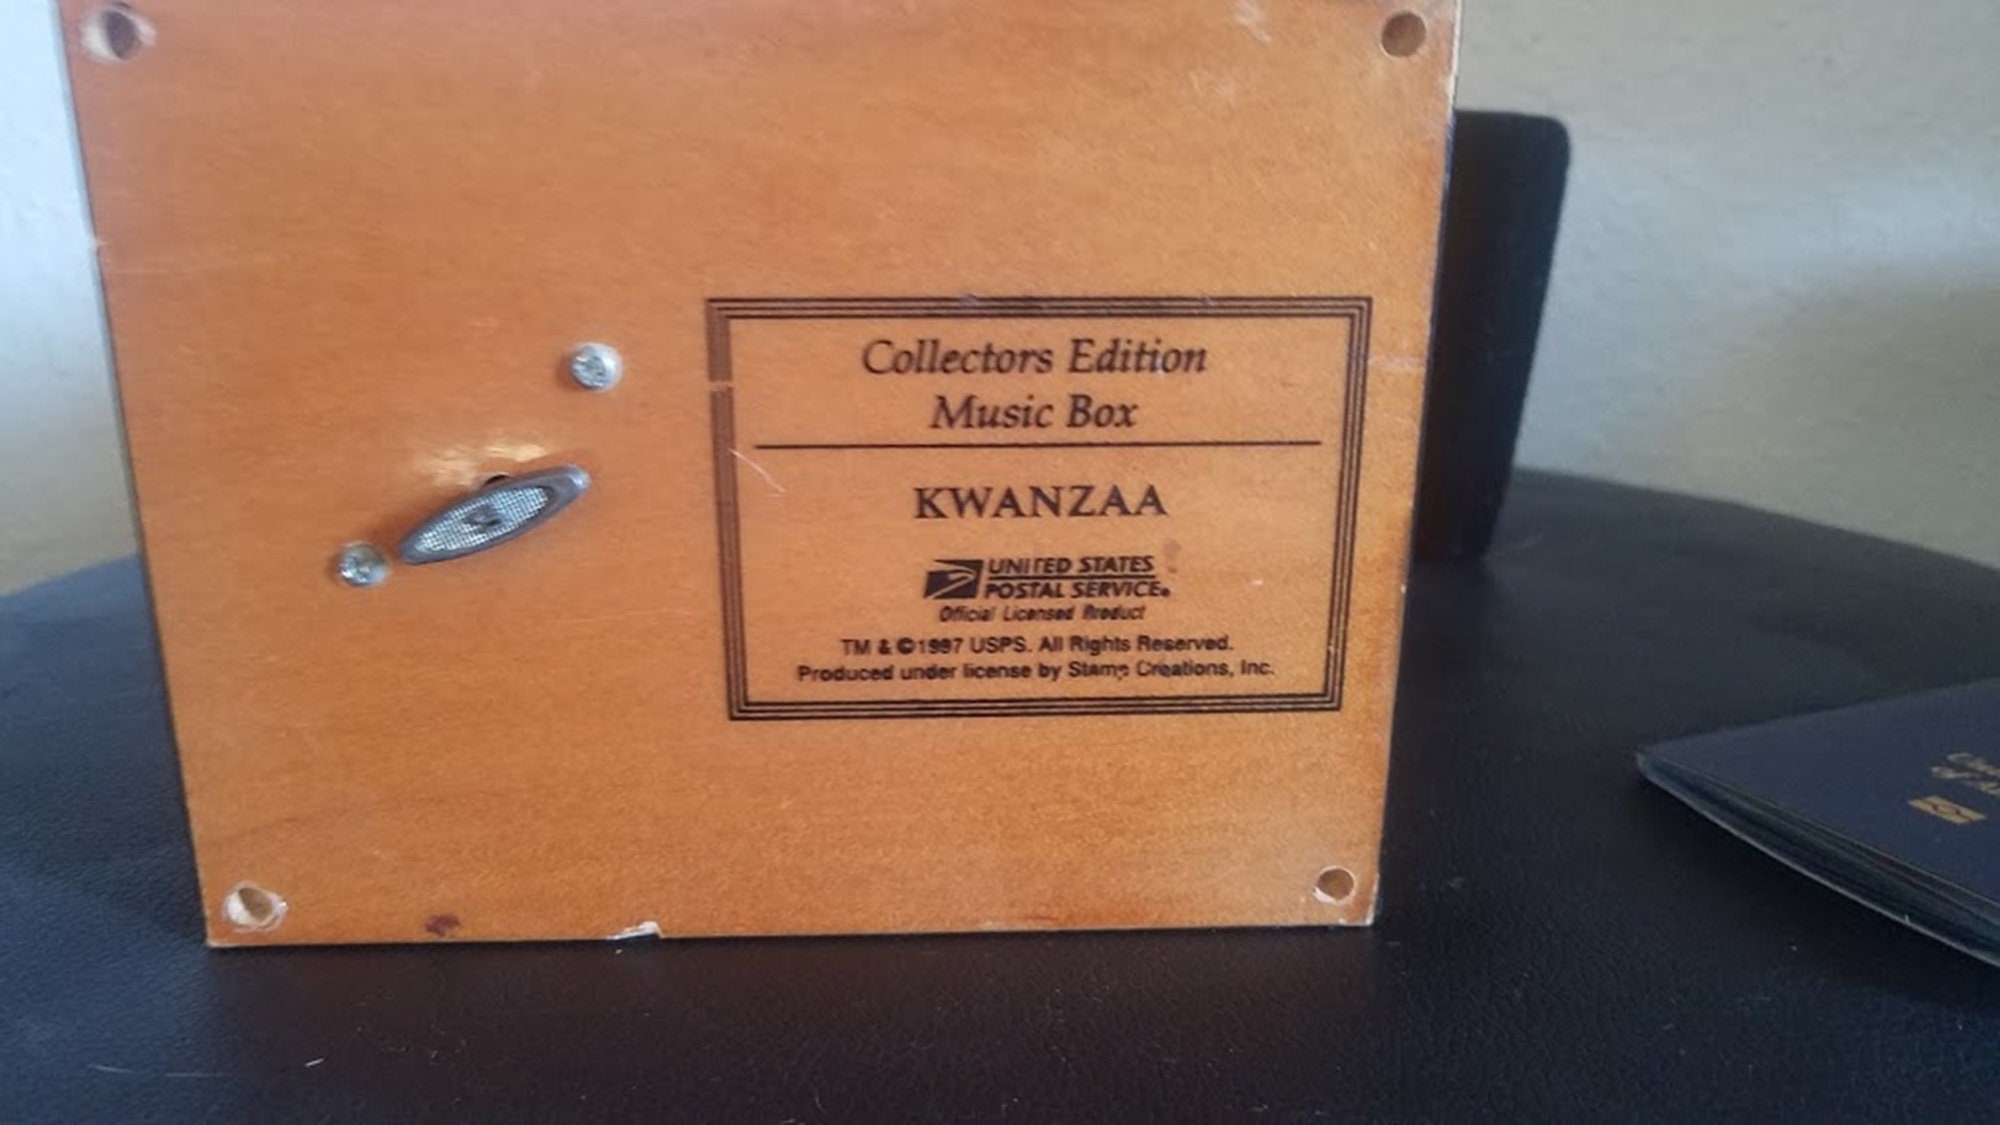 Collectors Edition
Music Box
KWANZAA
UNITED STATES
POSTAL SERVICE®
Official Licensed Product
TM & ©1997 USPS. All Rights Reserved.
Produced under license by Stamp Creations, Inc.